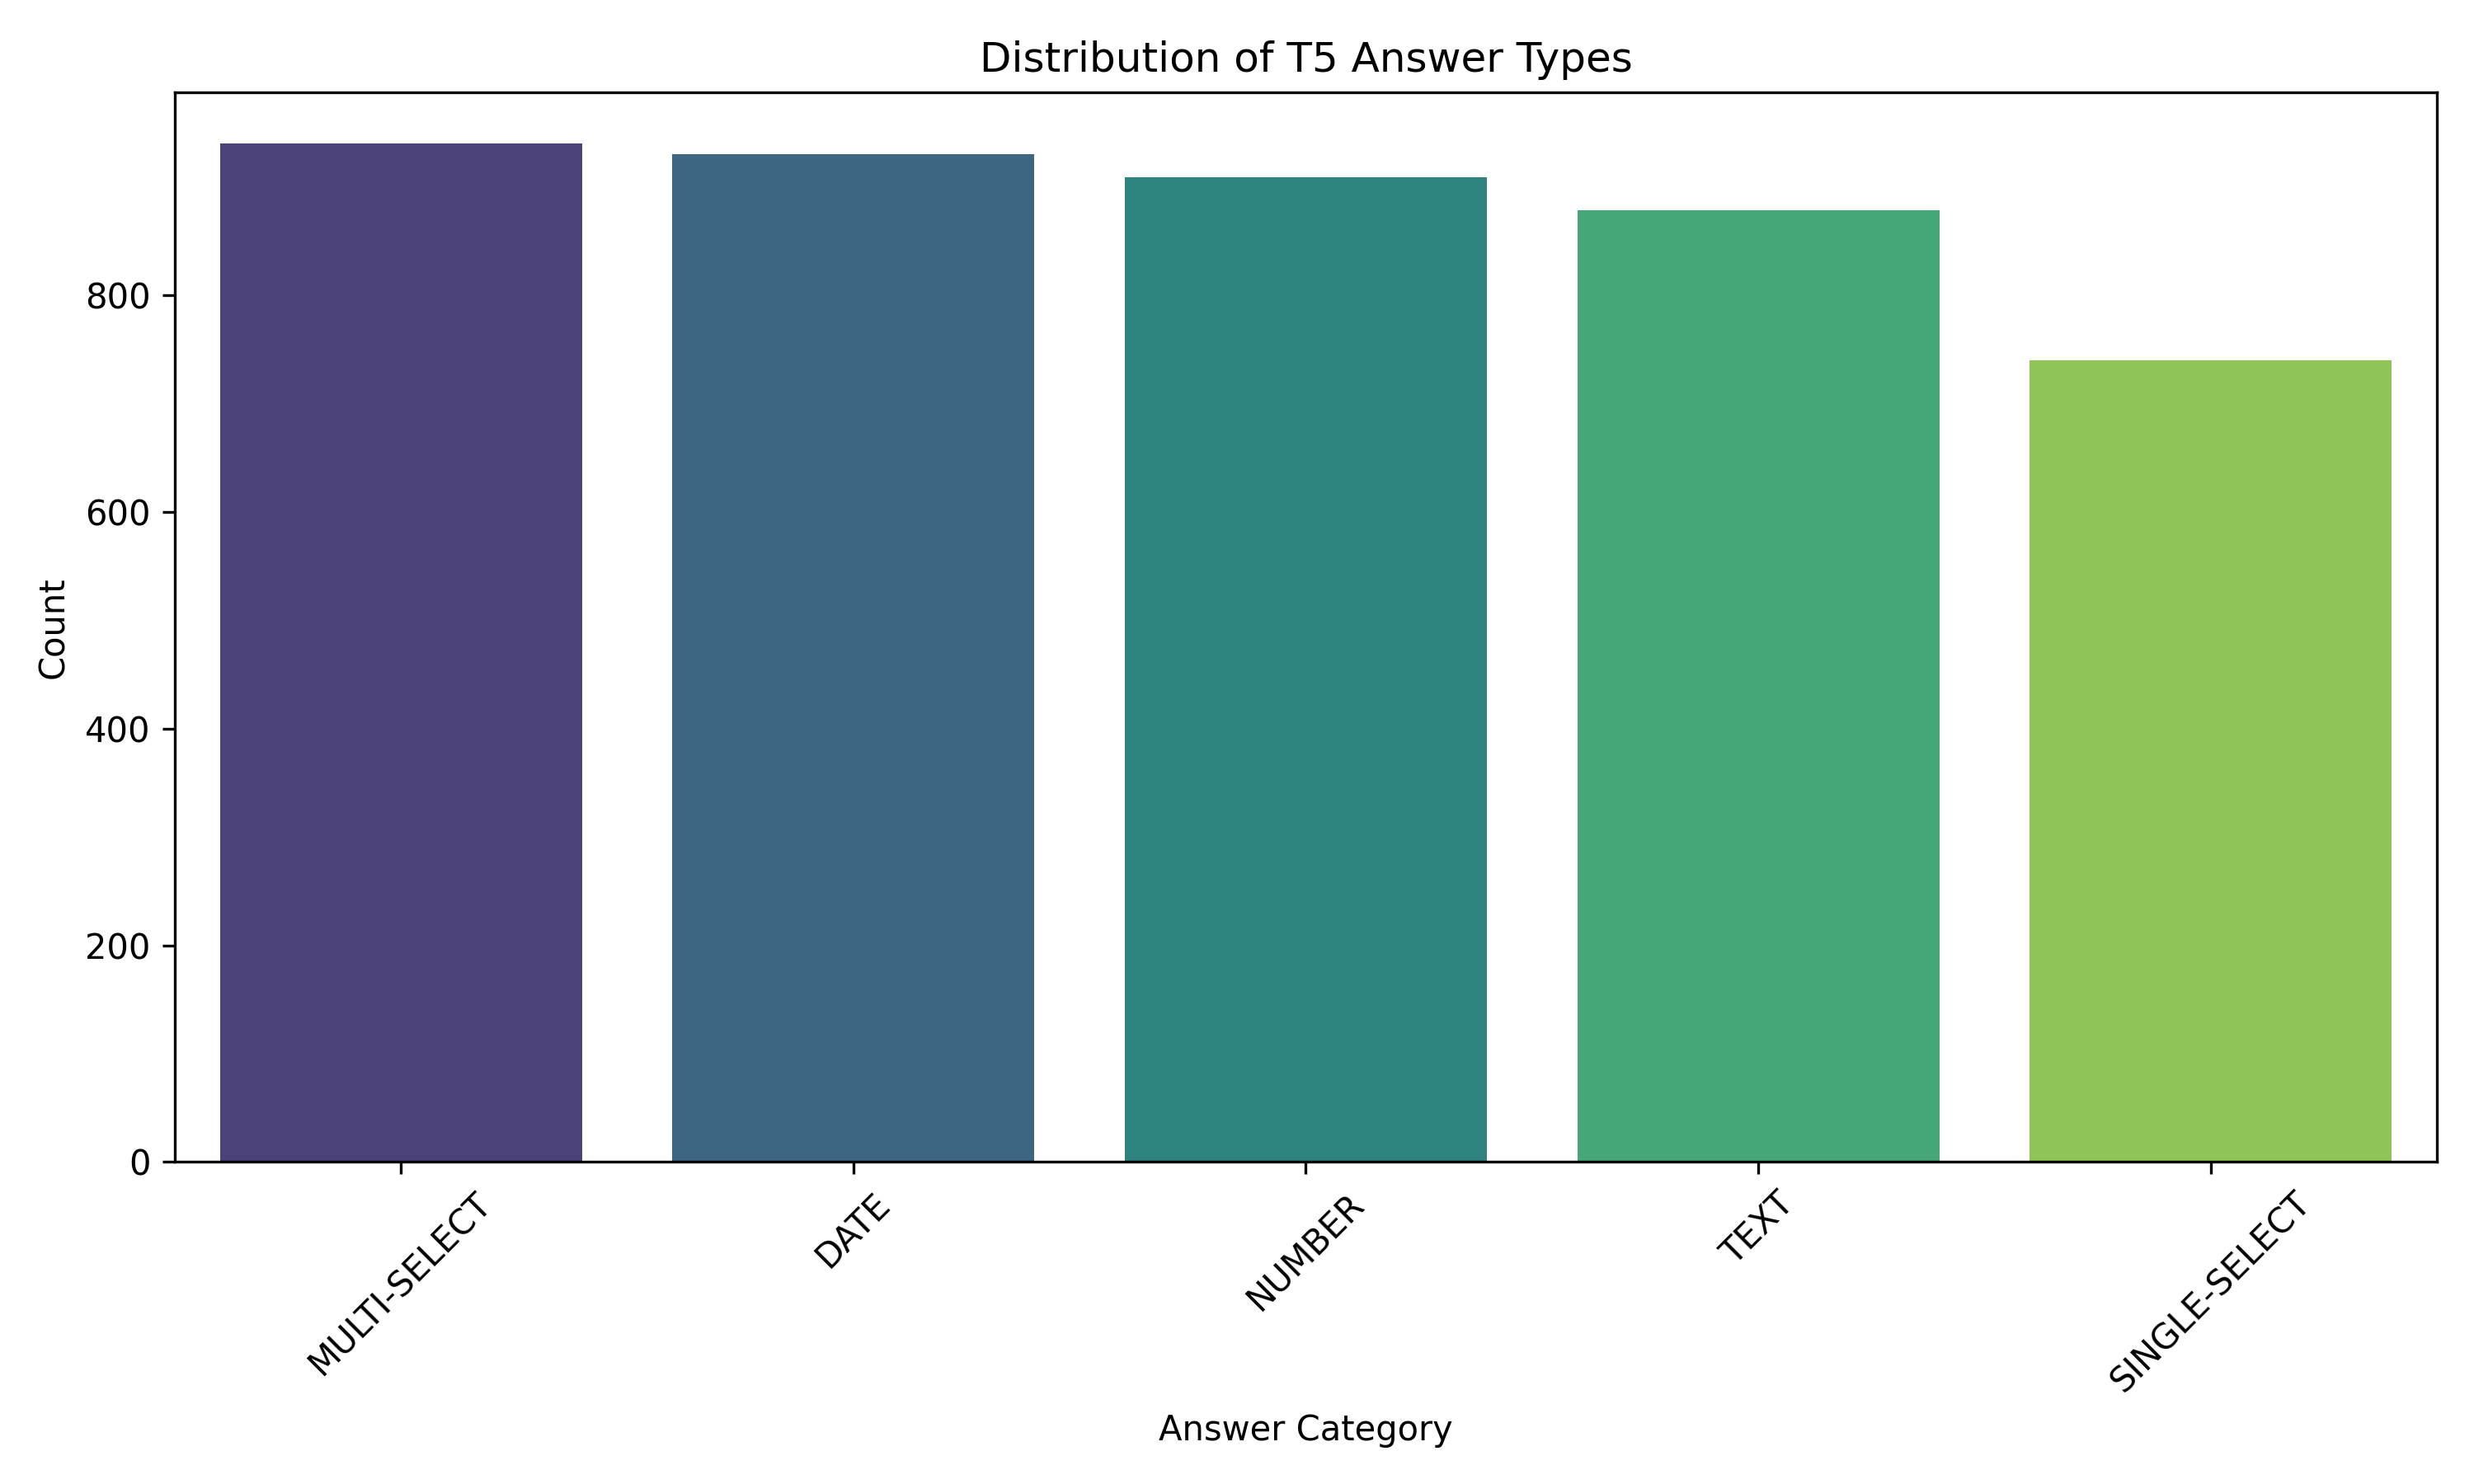 Distribution of T5 Answer Types
Count
800
600
400
200
0
MULTI-SELECT
DATE
NUMBER
TEXT
SINGLE-SELECT
Answer Category